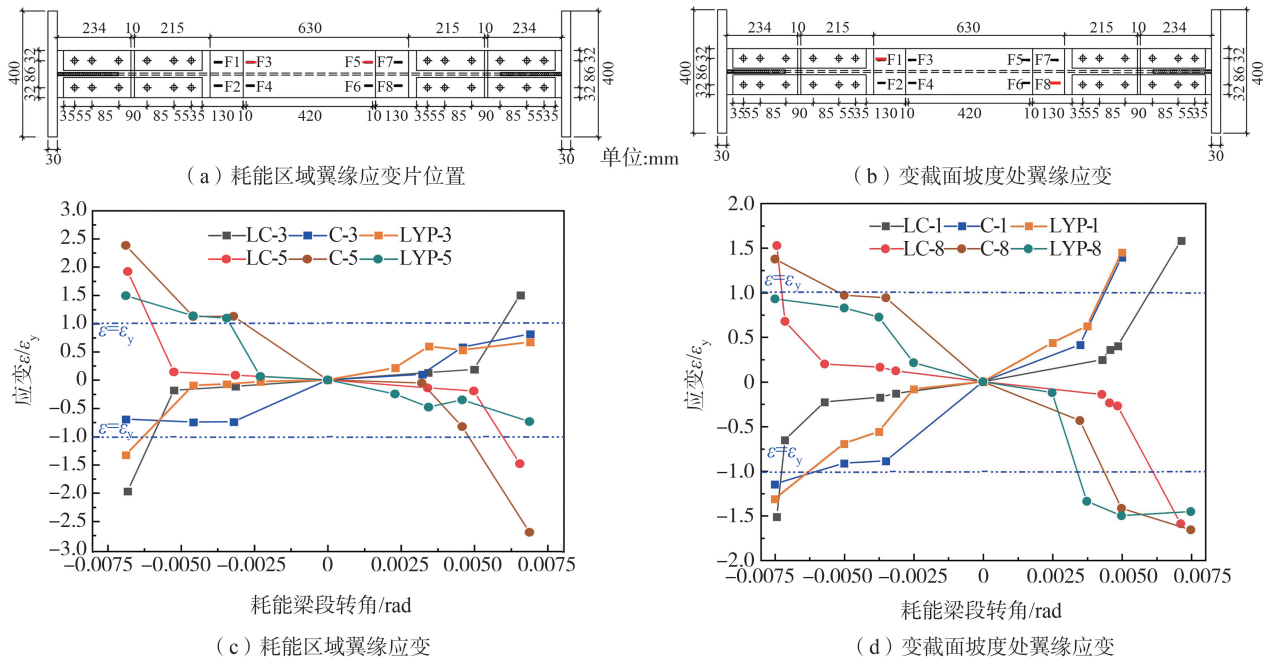 234 10 215 630 215 10 234
400
32 86 32
F1 F3 F5 F7
F2 F4 F6 F8
32 86 32
400
3555 85 90 85 5535 130 10 420 10 130 3555 85 90 85 5535
30 30
单位:mm
(a)耗能区域翼缘应变片位置
234 10 215 630 215 10 234
400
32 86 32
F1 F3 F5 F7
F2 F4 F6 F8
32 86 32
400
3555 85 90 85 5535 130 10 420 10 130 3555 85 90 85 5535
30 30
(b)变截面坡度处翼缘应变
3.0
2.5
2.0
1.5
1.0
0.5
0
-0.5
-1.0
-1.5
-2.0
-2.5
-3.0
应变ε/εy
LC-3 C-3 LYP-3
LC-5 C-5 LYP-5
ε=εy
ε=εy
-0.0075 -0.0050 -0.0025 0 0.0025 0.0050 0.0075
耗能梁段转角/rad
(c)耗能区域翼缘应变
2.0
1.5
1.0
0.5
0
-0.5
-1.0
-1.5
-2.0
应变ε/εy
LC-1 C-1 LYP-1
LC-8 C-8 LYP-8
ε=εy
ε=εy
-0.0075 -0.0050 -0.0025 0 0.0025 0.0050 0.0075
耗能梁段转角/rad
(d)变截面坡度处翼缘应变